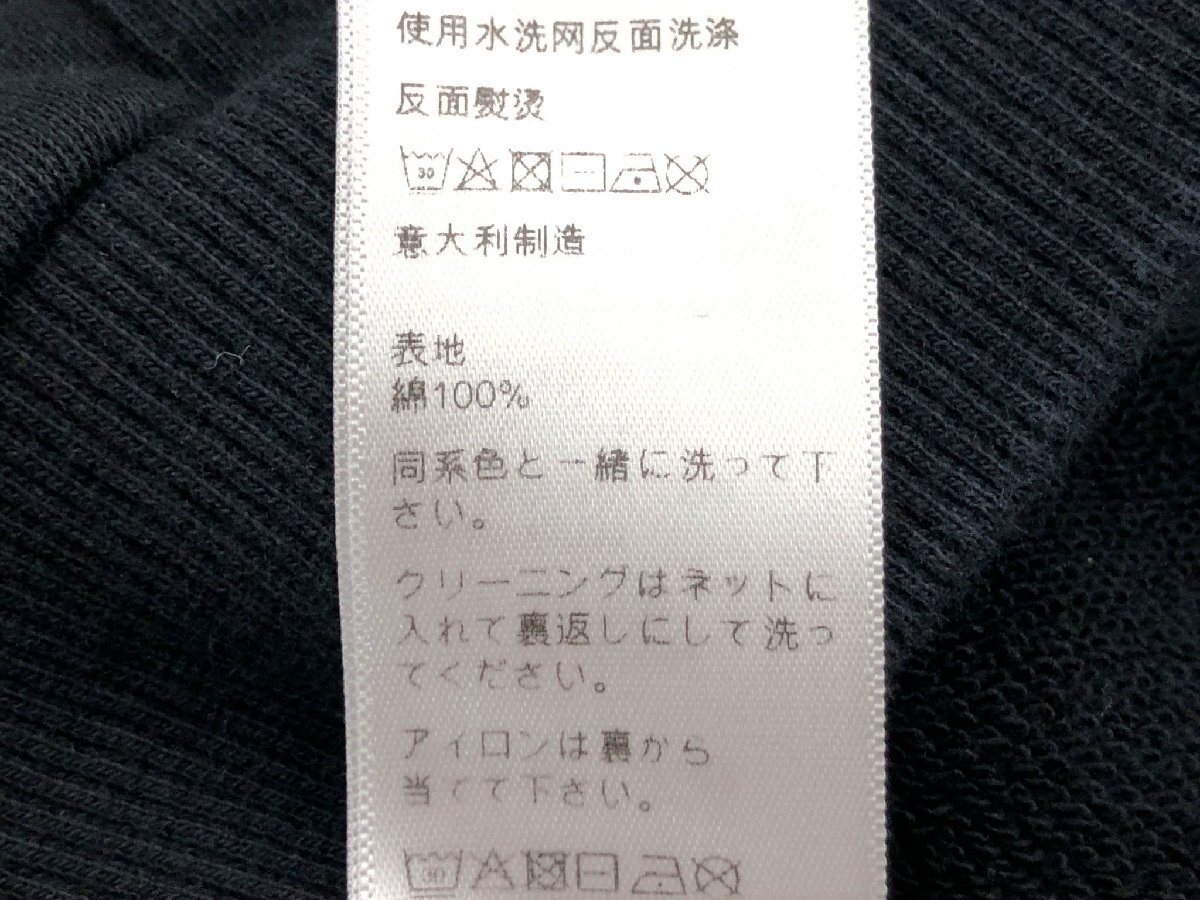 使用水洗网反面洗涤
反面熨烫
30
意大利制造
表地
綿100%
同系色と一緒に洗って下
さい。
クリーニングはネットに
入れて裏返しにして洗っ
てください。
アイロンは裏から
当てて下さい。
30